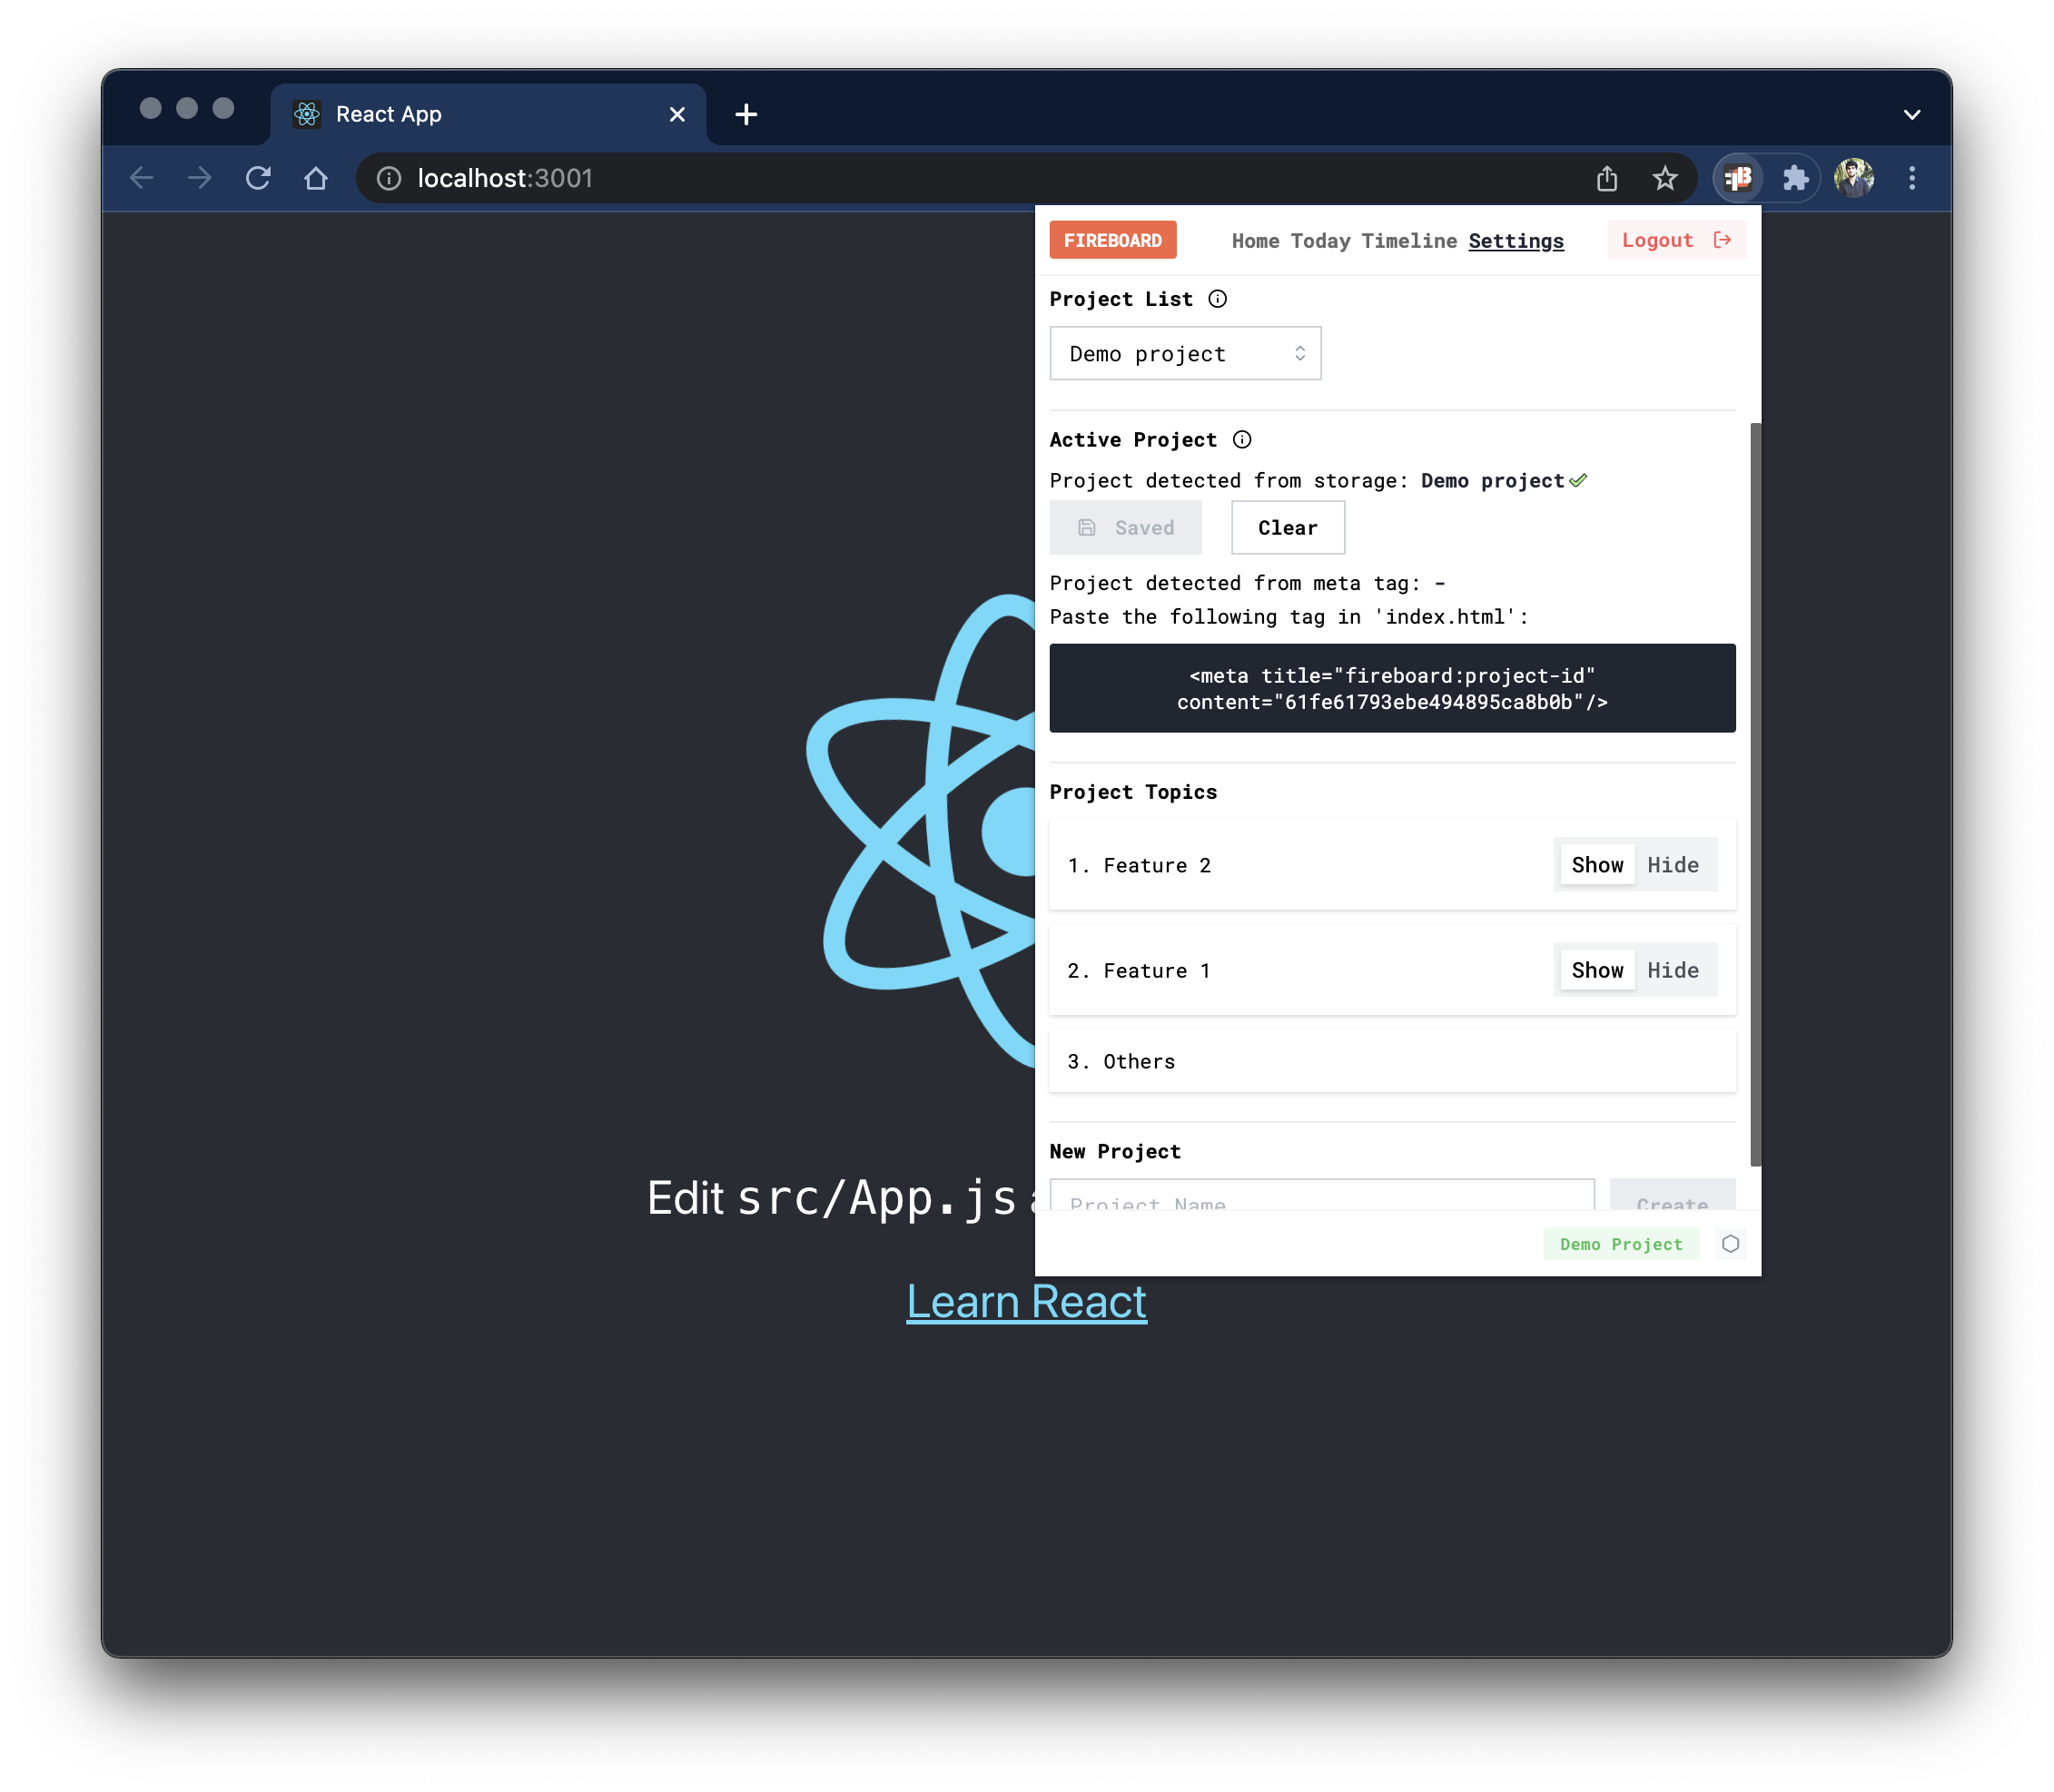 React App
localhost:3001
FIREBOARD Home Today Timeline Settings Logout
Project List
Demo project
Active Project
Project detected from storage: Demo project
Saved Clear
Project detected from meta tag: -
Paste the following tag in 'index.html':
<meta title="fireboard:project-id"
content="61fe61793ebe494895ca8b0b"/>
Project Topics
1. Feature 2 Show Hide
2. Feature 1 Show Hide
3. Others
New Project
Project Name Create
Demo Project
Edit src/App.js
Learn React